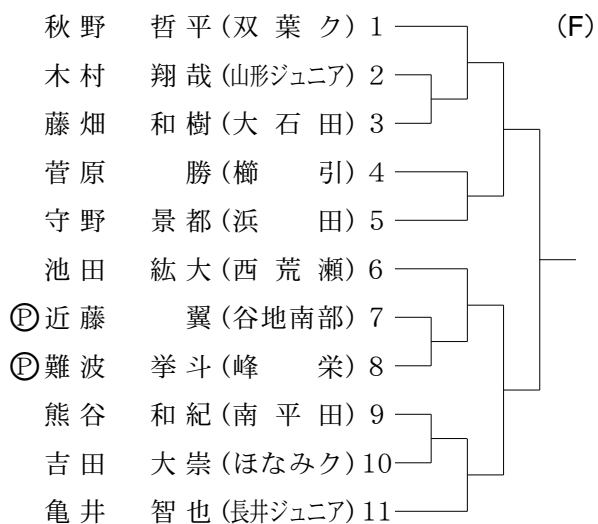 秋野 哲平(双葉ク) 1 (F)
木村 翔哉(山形ジュニア) 2
藤畑 和樹(大石田) 3
菅原 勝(櫛引) 4
守野 景都(浜田) 5
池田 紘大(西荒瀬) 6
Ⓟ近藤 翼(谷地南部) 7
Ⓟ難波 挙斗(峰栄) 8
熊谷 和紀(南平田) 9
吉田 大崇(ほなみク) 10
亀井 智也(長井ジュニア) 11